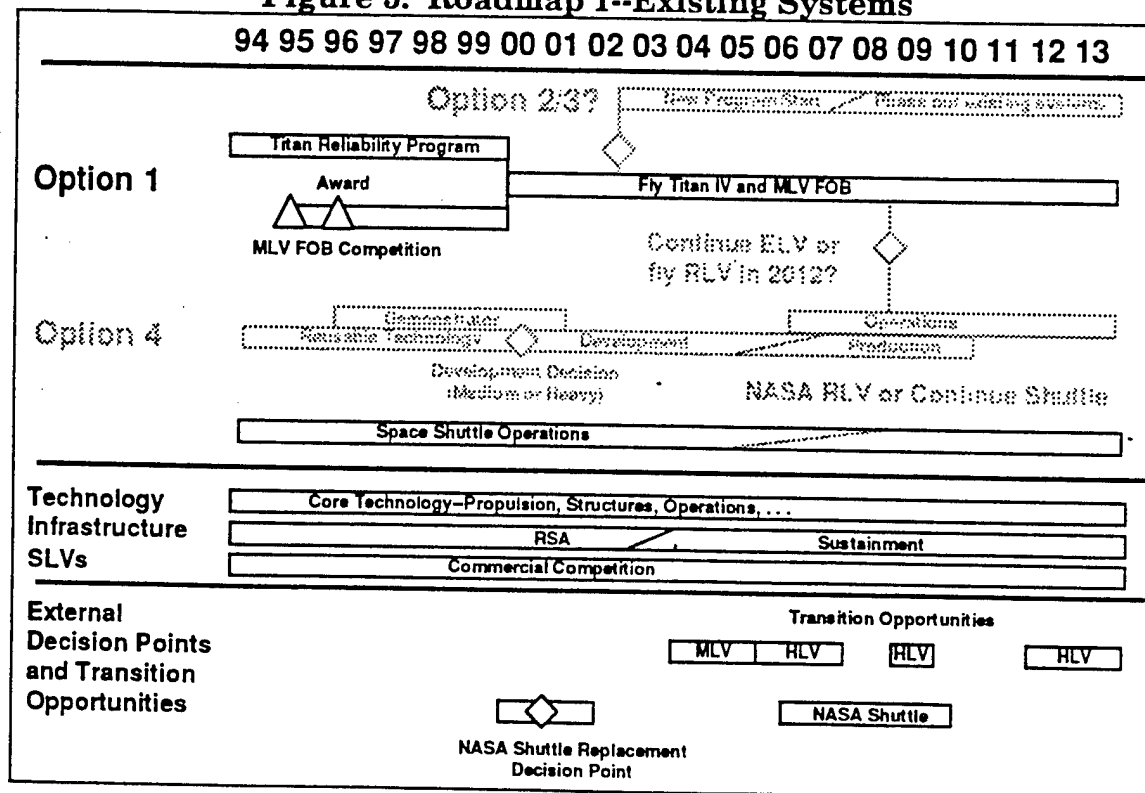 Figure 5. Roadmap 1--Existing Systems
94 95 96 97 98 99 00 01 02 03 04 05 06 07 08 09 10 11 12 13
Option 2/3?
New Program Start
Phase out existing systems
Titan Reliability Program
Option 1
Award
Fly Titan IV and MLV FOB
MLV FOB Competition
Continue ELV or
fly RLV in 2012?
Option 4
Demonstrator
Operations
Reusable Technology
Development
Production
Development Decision
(Medium or Heavy)
NASA RLV or Continue Shuttle
Space Shuttle Operations
Technology
Core Technology–Propulsion, Structures, Operations, . . .
Infrastructure
RSA
Sustainment
SLVs
Commercial Competition
External
Decision Points
and Transition
Opportunities
Transition Opportunities
MLV
HLV
HLV
HLV
NASA Shuttle
NASA Shuttle Replacement
Decision Point